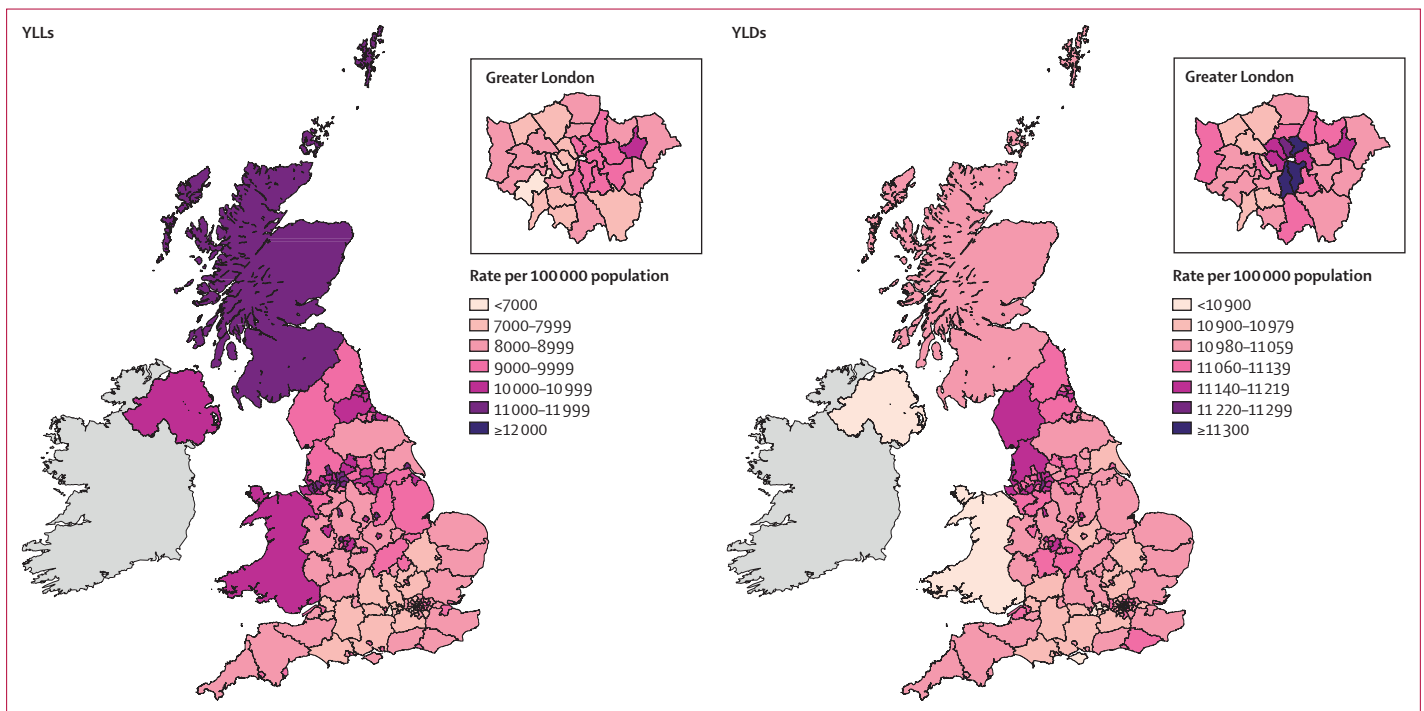 YLLs
Greater London
Rate per 100 000 population
<7000
7000–7999
8000–8999
9000–9999
10 000–10 999
11 000–11 999
≥12 000
YLDs
Greater London
Rate per 100 000 population
<10 900
10 900–10 979
10 980–11 059
11 060–11 139
11 140–11 219
11 220–11 299
≥11 300